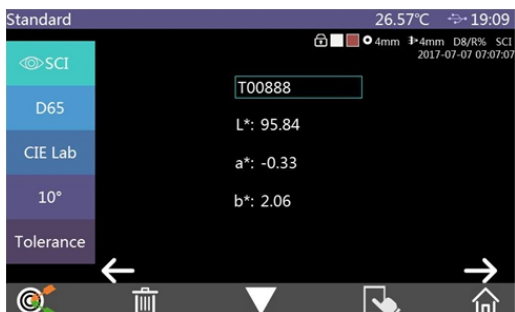 Standard 26.57℃ 19:09
4mm 4mm D8/R% SCI
2017-07-07 07:07:07
SCI
D65
CIE Lab
10°
Tolerance
T00888
L*: 95.84
a*: -0.33
b*: 2.06